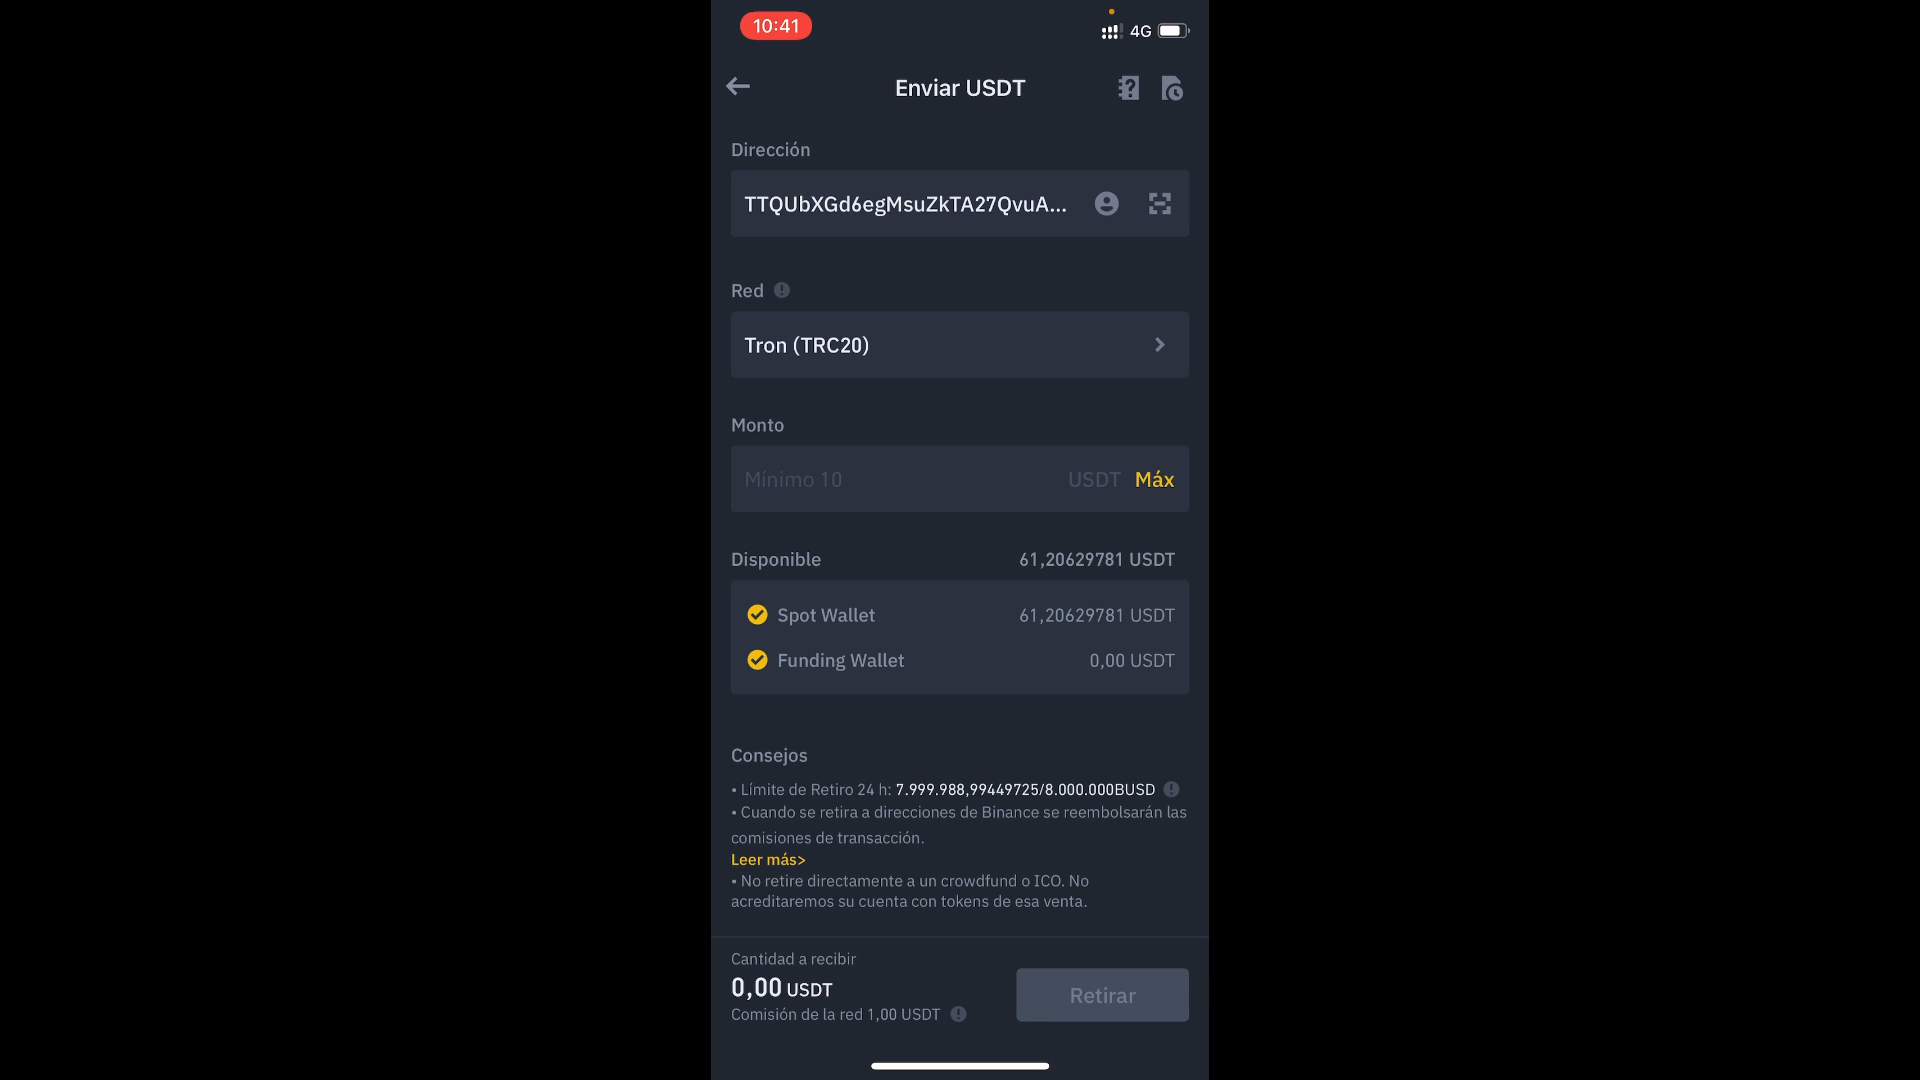 10:41
4G
Enviar USDT
Dirección
TTQUbXGd6egMsuZkTA27QvuA...
Red
Tron (TRC20)
Monto
Mínimo 10 USDT Máx
Disponible 61,20629781 USDT
Spot Wallet 61,20629781 USDT
Funding Wallet 0,00 USDT
Consejos
• Límite de Retiro 24 h: 7.999.988,99449725/8.000.000BUSD
• Cuando se retira a direcciones de Binance se reembolsarán las
comisiones de transacción.
Leer más>
• No retire directamente a un crowdfund o ICO. No
acreditaremos su cuenta con tokens de esa venta.
Cantidad a recibir
0,00 USDT
Comisión de la red 1,00 USDT
Retirar